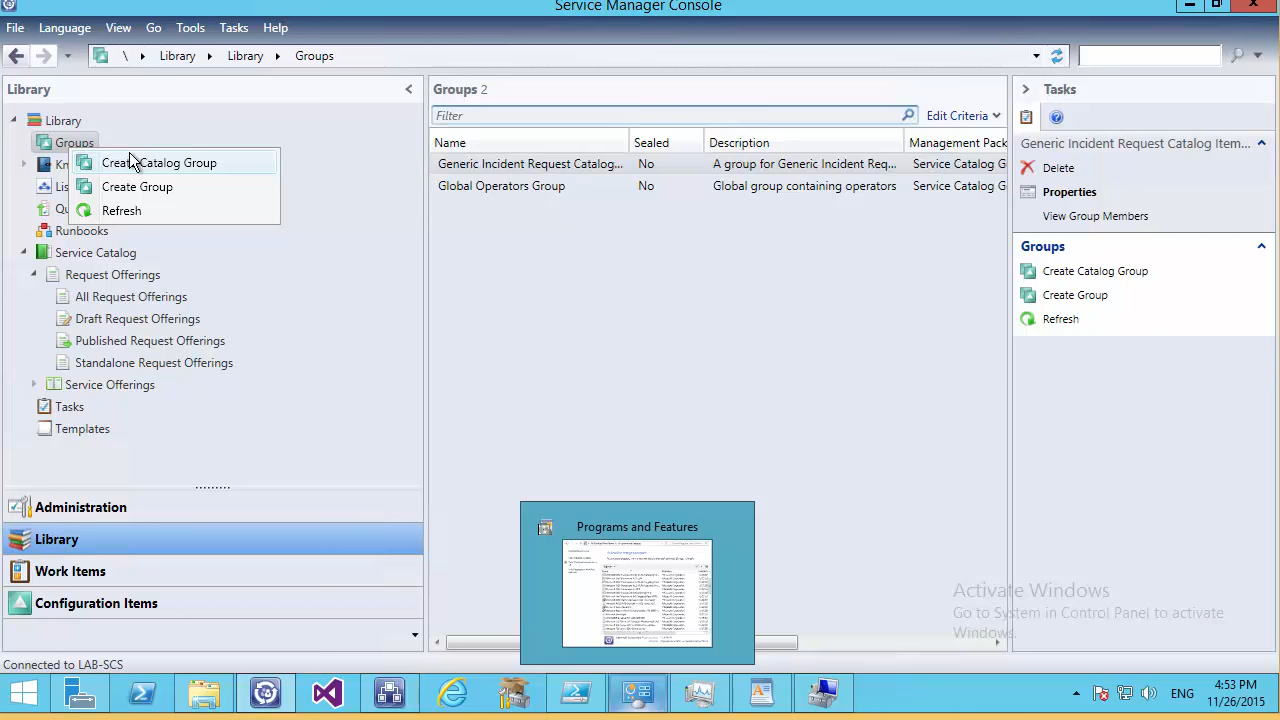 Service Manager Console
File Language View Go Tools Tasks Help
\ Library Library Groups
Library
Library
Groups
Kn
Lis
Qu
Create Catalog Group
Create Group
Refresh
Runbooks
Service Catalog
Request Offerings
All Request Offerings
Draft Request Offerings
Published Request Offerings
Standalone Request Offerings
Service Offerings
Tasks
Templates
Administration
Library
Work Items
Configuration Items
Groups 2
Filter
Edit Criteria
Name Sealed Description Management Pack
Generic Incident Request Catalog... No A group for Generic Incident Req... Service Catalog G
Global Operators Group No Global group containing operators Service Catalog G
Tasks
Generic Incident Request Catalog Item...
Delete
Properties
View Group Members
Groups
Create Catalog Group
Create Group
Refresh
Programs and Features
Activate W
Go to System Panel to activate
Windows.
Connected to LAB-SCS
ENG
4:53 PM
11/26/2015